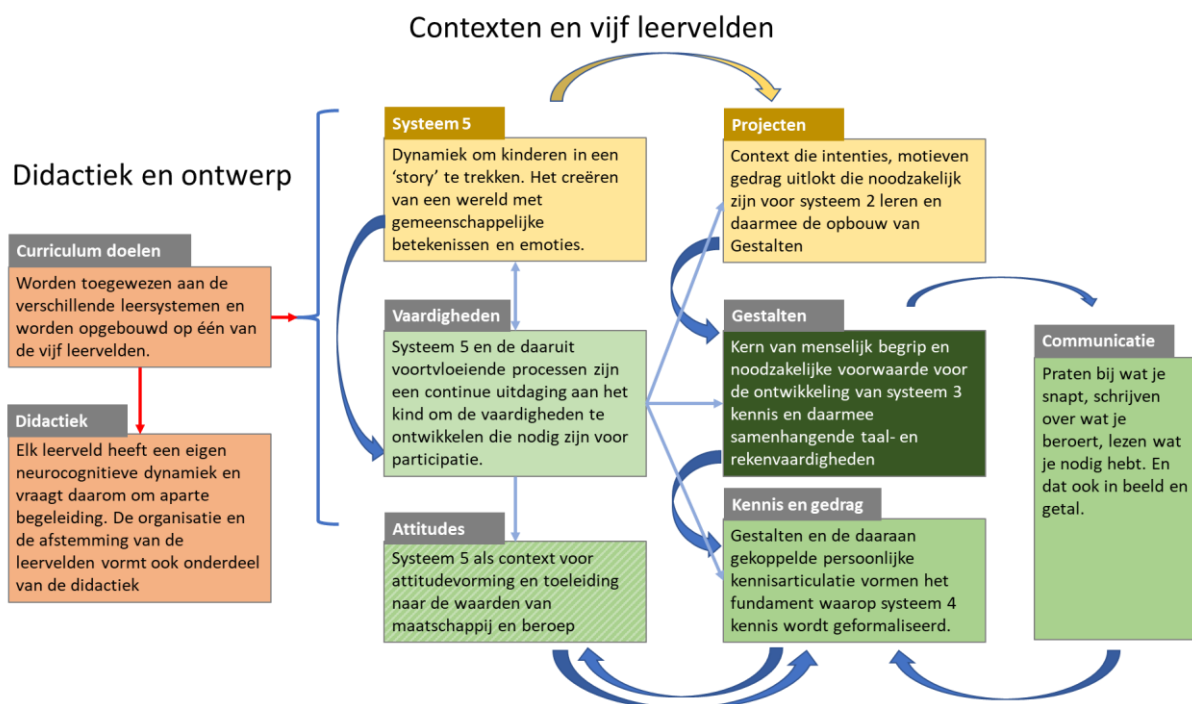 Contexten en vijf leervelden
Didactiek en ontwerp
Curriculum doelen
Worden toegewezen aan de
verschillende leersystemen en
worden opgebouwd op één van
de vijf leervelden.
Didactiek
Elk leerveld heeft een eigen
neurocognitieve dynamiek en
vraagt daarom om aparte
begeleiding. De organisatie en
de afstemming van de
leervelden vormt ook onderdeel
van de didactiek
Systeem 5
Dynamiek om kinderen in een
‘story’ te trekken. Het creëren
van een wereld met
gemeenschappelijke
betekenissen en emoties.
Vaardigheden
Systeem 5 en de daaruit
voortvloeiende processen zijn
een continue uitdaging aan het
kind om de vaardigheden te
ontwikkelen die nodig zijn voor
participatie.
Attitudes
Systeem 5 als context voor
attitudevorming en toeleiding
naar de waarden van
maatschappij en beroep
Projecten
Context die intenties, motieven
gedrag uitlokt die noodzakelijk
zijn voor systeem 2 leren en
daarmee de opbouw van
Gestalten
Gestalten
Kern van menselijk begrip en
noodzakelijke voorwaarde voor
de ontwikkeling van systeem 3
kennis en daarmee
samenhangende taal- en
rekenvaardigheden
Kennis en gedrag
Gestalten en de daaraan
gekoppelde persoonlijke
kennisarticulatie vormen het
fundament waarop systeem 4
kennis wordt geformaliseerd.
Communicatie
Praten bij wat je
snapt, schrijven
over wat je
beroert, lezen wat
je nodig hebt. En
dat ook in beeld en
getal.